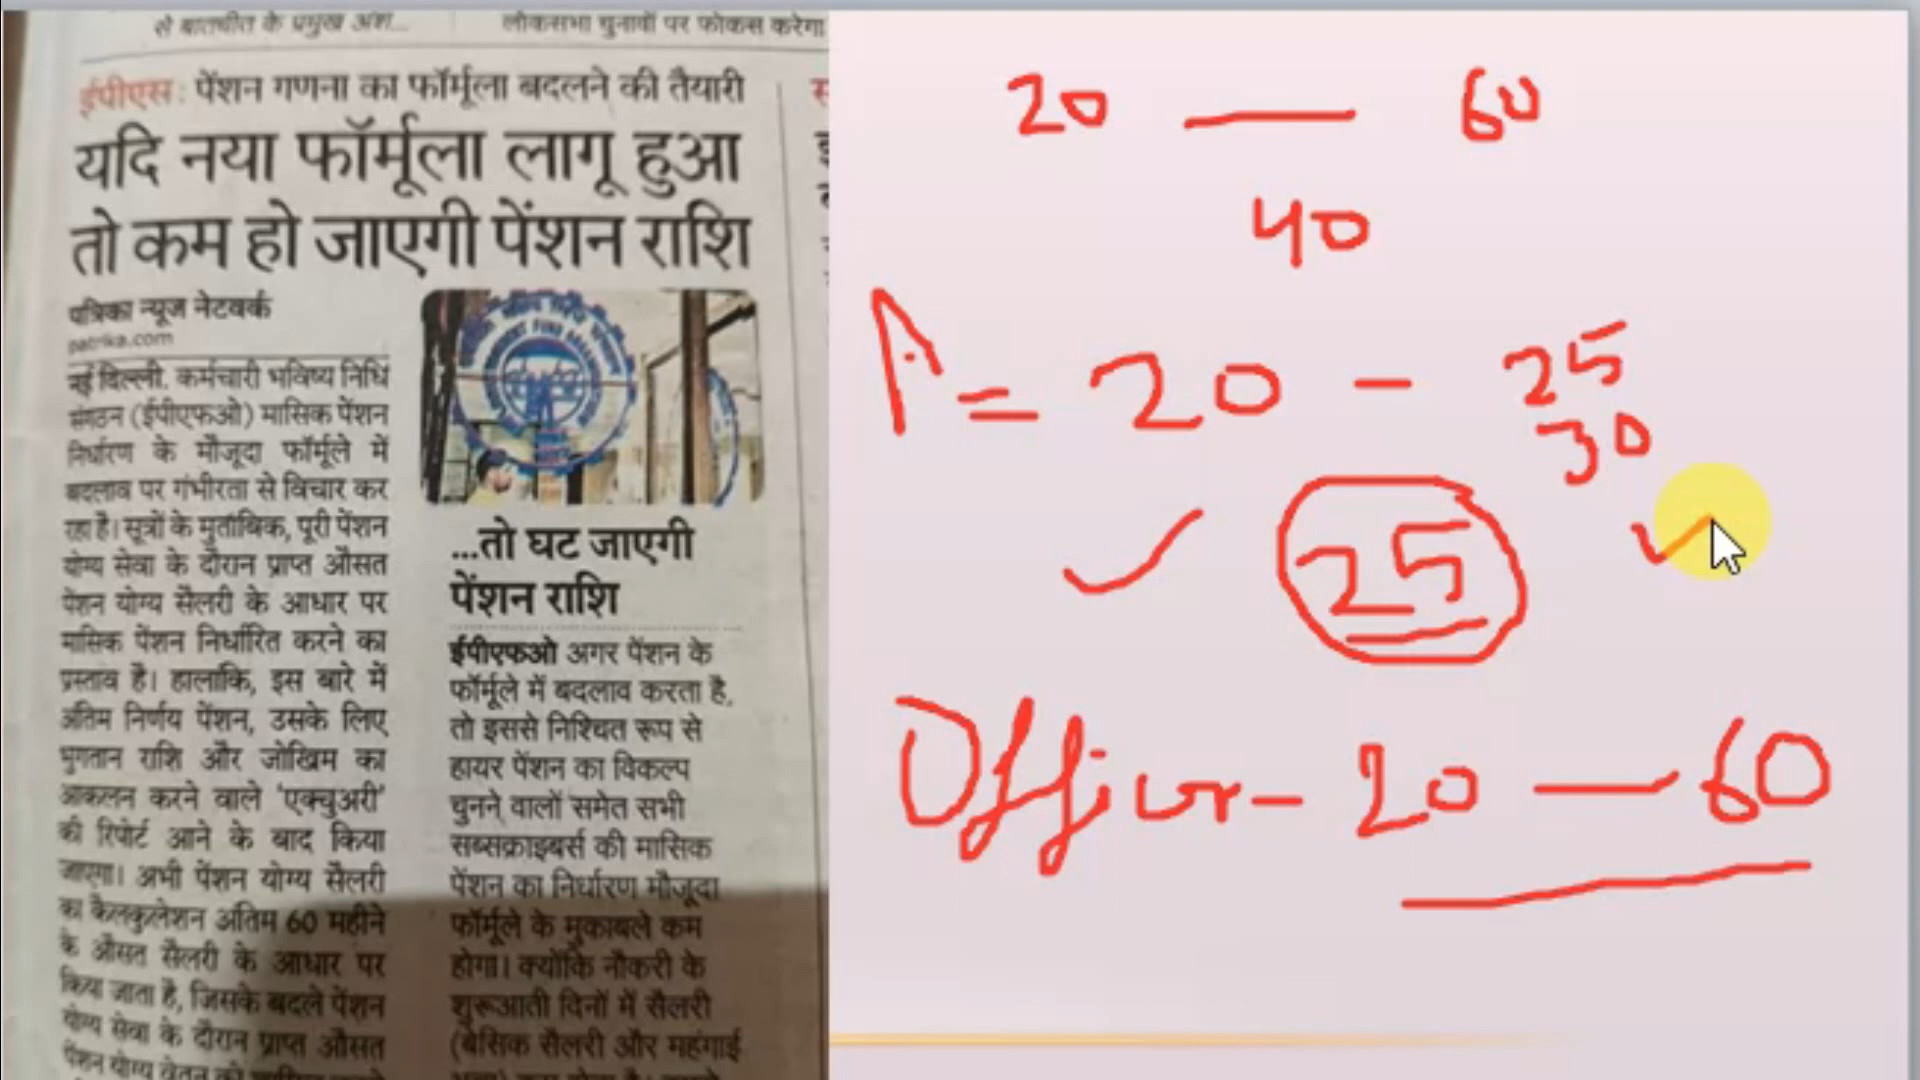 से बातचीत के प्रमुख अंश...
लोकसभा चुनावों पर फोकस करेगा
ईपीएस: पेंशन गणना का फॉर्मूला बदलने की तैयारी
यदि नया फॉर्मूला लागू हुआ
तो कम हो जाएगी पेंशन राशि
पत्रिका न्यूज नेटवर्क
patrika.com
नई दिल्ली. कर्मचारी भविष्य निधि
संगठन (ईपीएफओ) मासिक पेंशन
निर्धारण के मौजूदा फॉर्मूले में
बदलाव पर गंभीरता से विचार कर
रहा है। सूत्रों के मुताबिक, पूरी पेंशन
योग्य सेवा के दौरान प्राप्त औसत
पेंशन योग्य सैलरी के आधार पर
मासिक पेंशन निर्धारित करने का
प्रस्ताव है। हालांकि, इस बारे में
अंतिम निर्णय पेंशन, उसके लिए
भुगतान राशि और जोखिम का
आकलन करने वाले 'एक्चुअरी'
की रिपोर्ट आने के बाद किया
जाएगा। अभी पेंशन योग्य सैलरी
का कैलकुलेशन अंतिम 60 महीने
के औसत सैलरी के आधार पर
किया जाता है, जिसके बदले पेंशन
योग्य सेवा के दौरान प्राप्त औसत
पेंशन योग्य वेतन को
...तो घट जाएगी
पेंशन राशि
ईपीएफओ अगर पेंशन के
फॉर्मूले में बदलाव करता है,
तो इससे निश्चित रूप से
हायर पेंशन का विकल्प
चुनने वालों समेत सभी
सब्सक्राइबर्स की मासिक
पेंशन का निर्धारण मौजूदा
फॉर्मूले के मुकाबले कम
होगा। क्योंकि नौकरी के
शुरूआती दिनों में सैलरी
(बेसिक सैलरी और महंगाई
20 — 60
40
A = 20 - 25
30
25
Officer - 20 — 60